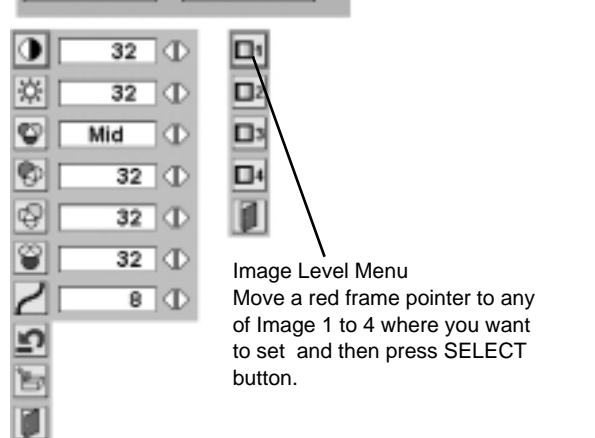 32
32
Mid
32
32
32
8
1
2
3
4
Image Level Menu
Move a red frame pointer to any
of Image 1 to 4 where you want
to set and then press SELECT
button.